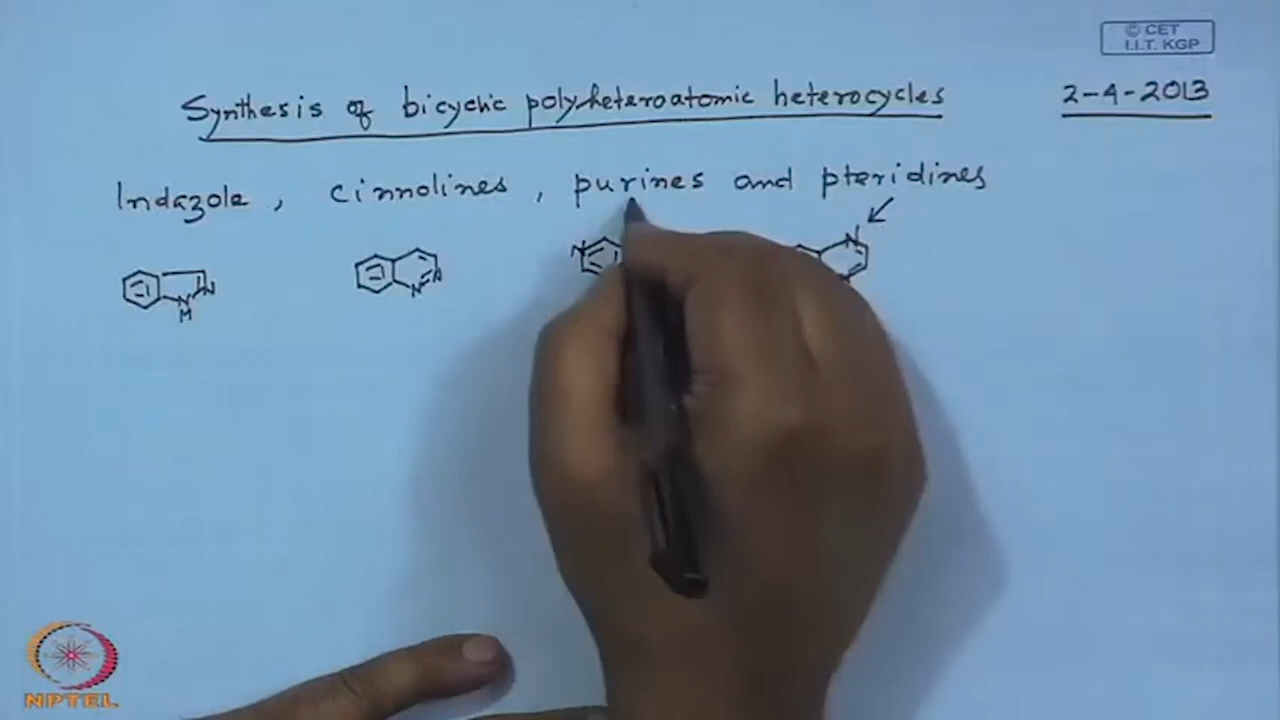 © CET
I.I.T. KGP
Synthesis of bicyclic polyheteroatomic heterocycles 2-4-2013
Indazole, cinnolines, purines and pteridines
N N N N N N
N
H
NPTEL